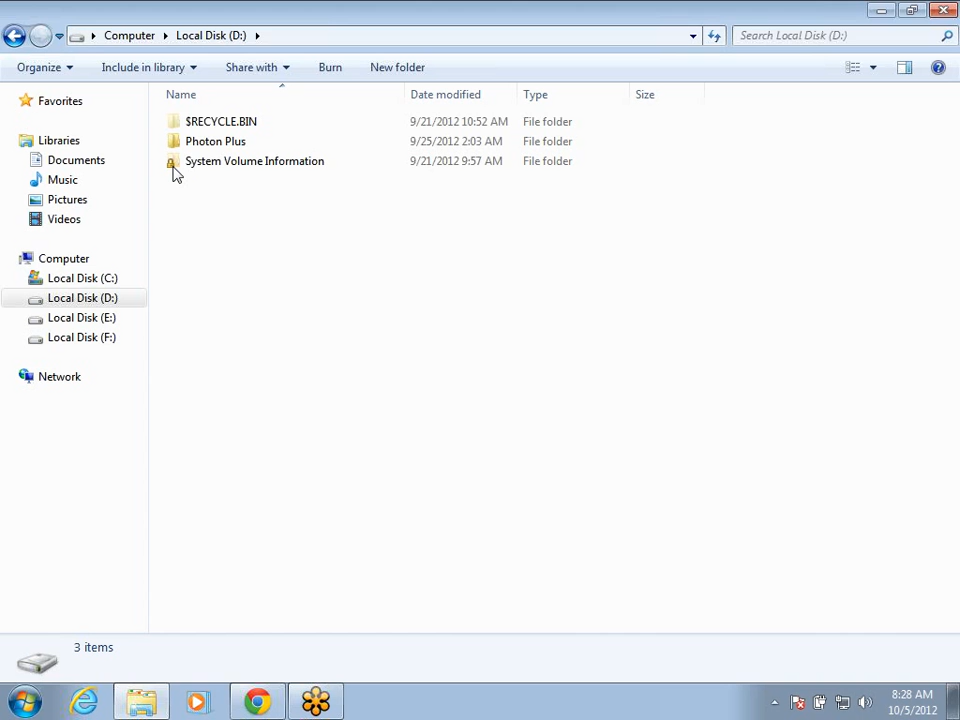 Computer Local Disk (D:)
Search Local Disk (D:)
Organize Include in library Share with Burn New folder
Name Date modified Type Size
Favorites
Libraries
Documents
Music
Pictures
Videos
Computer
Local Disk (C:)
Local Disk (D:)
Local Disk (E:)
Local Disk (F:)
Network
$RECYCLE.BIN 9/21/2012 10:52 AM File folder
Photon Plus 9/25/2012 2:03 AM File folder
System Volume Information 9/21/2012 9:57 AM File folder
3 items
8:28 AM
10/5/2012